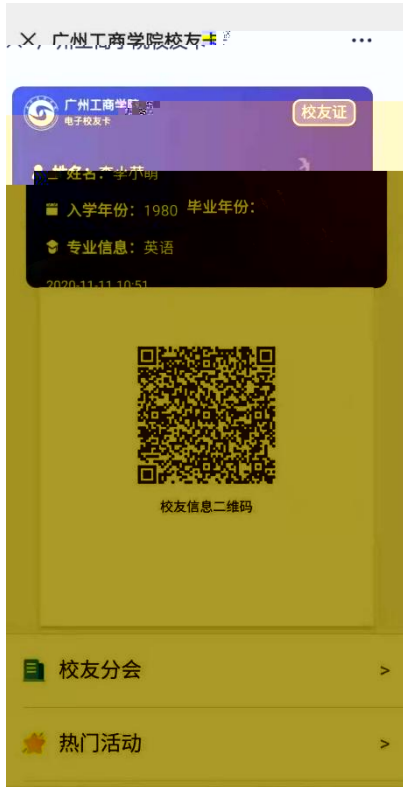 广州工商学院校友卡
广州工商学院
电子校友卡
校友证
姓名:
入学年份: 1980 毕业年份:
专业信息: 英语
2020-11-11 10:51
校友信息二维码
校友分会 >
热门活动 >